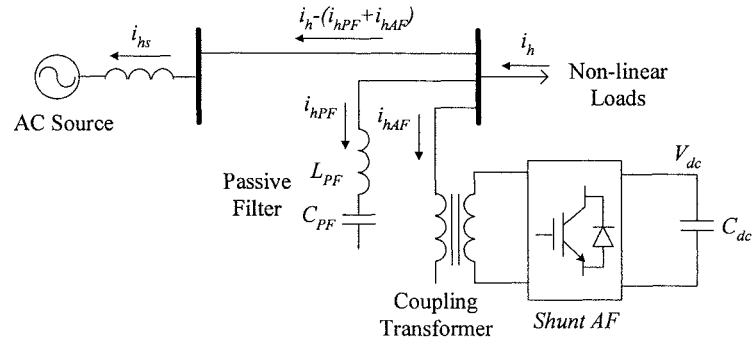 i_h-(i_hPF+i_hAF)
i_hs
i_h
Non-linear
Loads
AC Source
i_hPF
i_hAF
L_PF
Passive
Filter
C_PF
V_dc
C_dc
Coupling
Transformer
Shunt AF